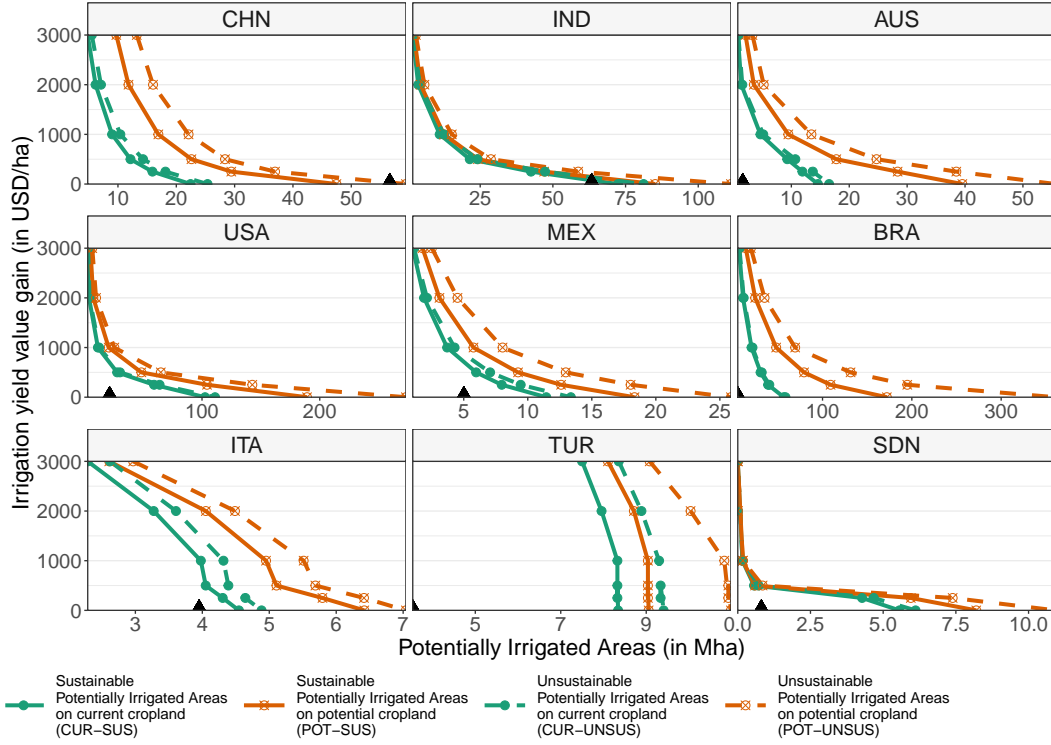 CHN IND AUS
3000
2000
1000
0
10 20 30 40 50 25 50 75 100 10 20 30 40 50
USA MEX BRA
3000
2000
1000
0
100 200 5 10 15 20 25 100 200 300
ITA TUR SDN
3000
2000
1000
0
3 4 5 6 7 5 7 9 0.0 2.5 5.0 7.5 10.0
Irrigation yield value gain (in USD/ha)
Potentially Irrigated Areas (in Mha)
Sustainable
Potentially Irrigated Areas
on current cropland
(CUR−SUS)
Sustainable
Potentially Irrigated Areas
on potential cropland
(POT−SUS)
Unsustainable
Potentially Irrigated Areas
on current cropland
(CUR−UNSUS)
Unsustainable
Potentially Irrigated Areas
on potential cropland
(POT−UNSUS)